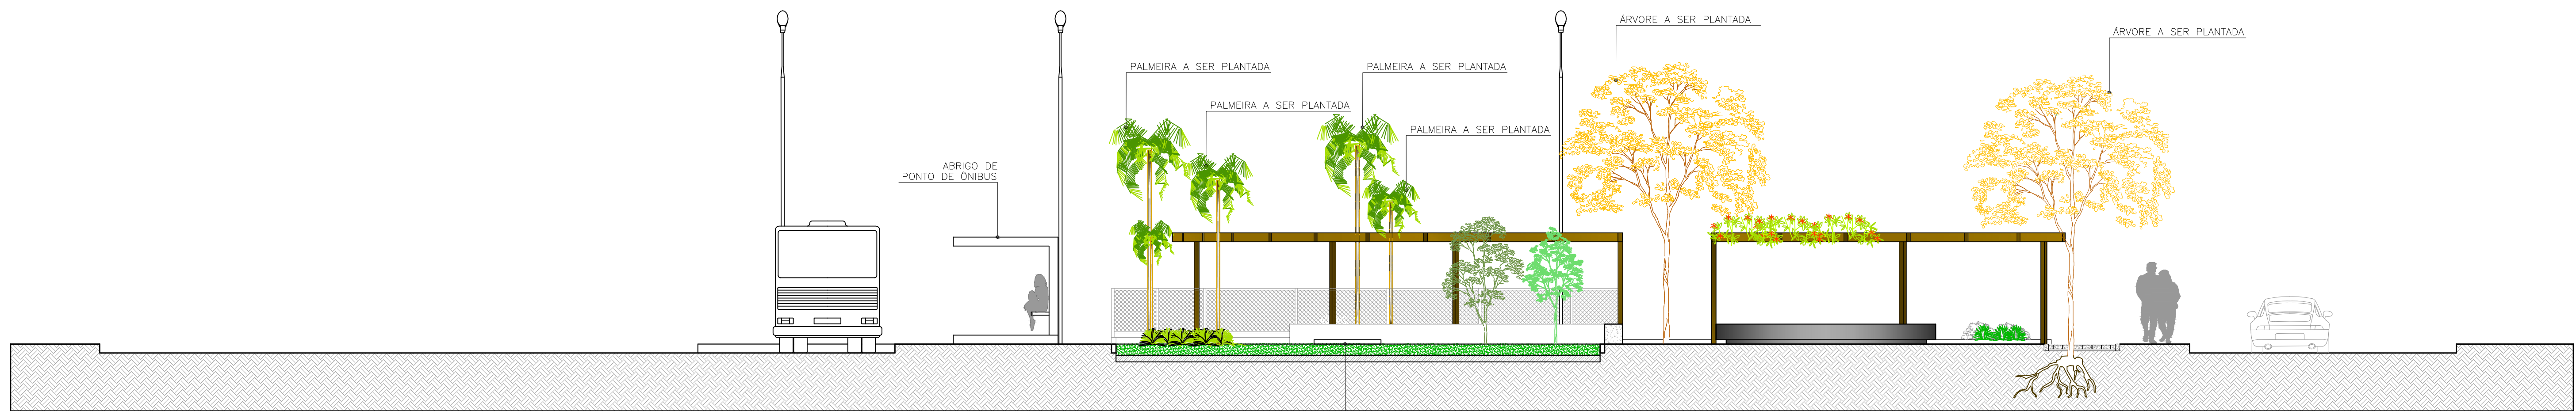 ÁRVORE A SER PLANTADA
ÁRVORE A SER PLANTADA
PALMEIRA A SER PLANTADA
PALMEIRA A SER PLANTADA
PALMEIRA A SER PLANTADA
PALMEIRA A SER PLANTADA
ABRIGO DE
PONTO DE ÔNIBUS